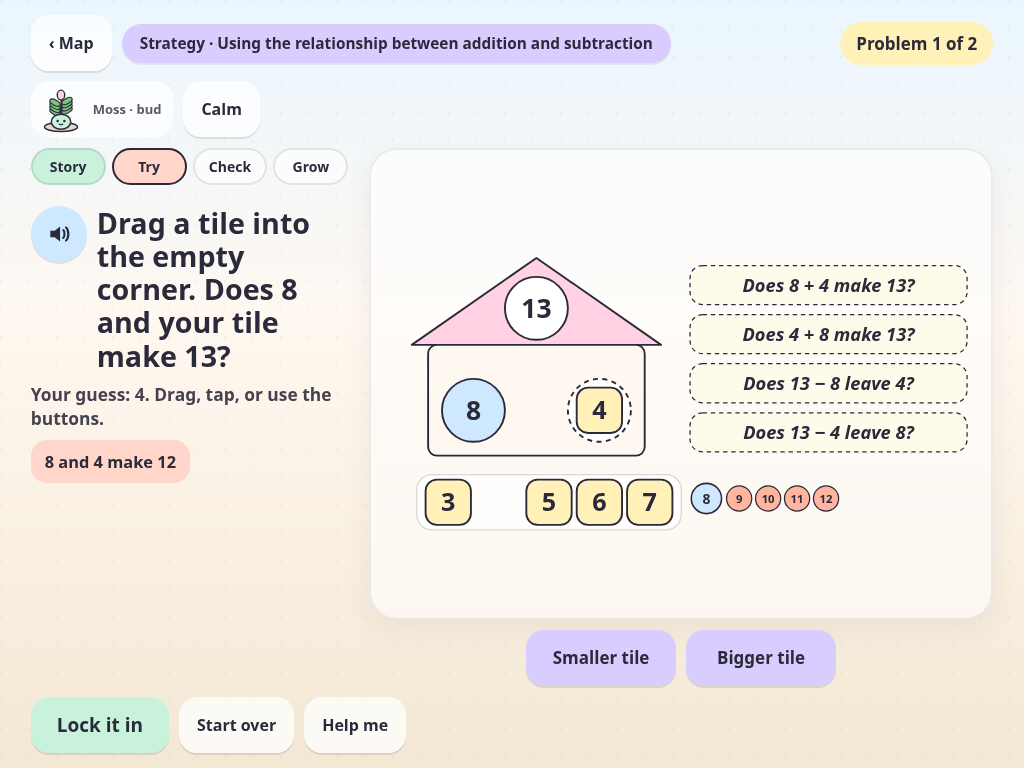 ‹ Map
Strategy · Using the relationship between addition and subtraction
Problem 1 of 2
Moss · bud
Calm
Story
Try
Check
Grow
Drag a tile into
the empty
corner. Does 8
and your tile
make 13?
Your guess: 4. Drag, tap, or use the
buttons.
8 and 4 make 12
13
8
4
3
5
6
7
Does 8 + 4 make 13?
Does 4 + 8 make 13?
Does 13 − 8 leave 4?
Does 13 − 4 leave 8?
8
9
10
11
12
Smaller tile
Bigger tile
Lock it in
Start over
Help me